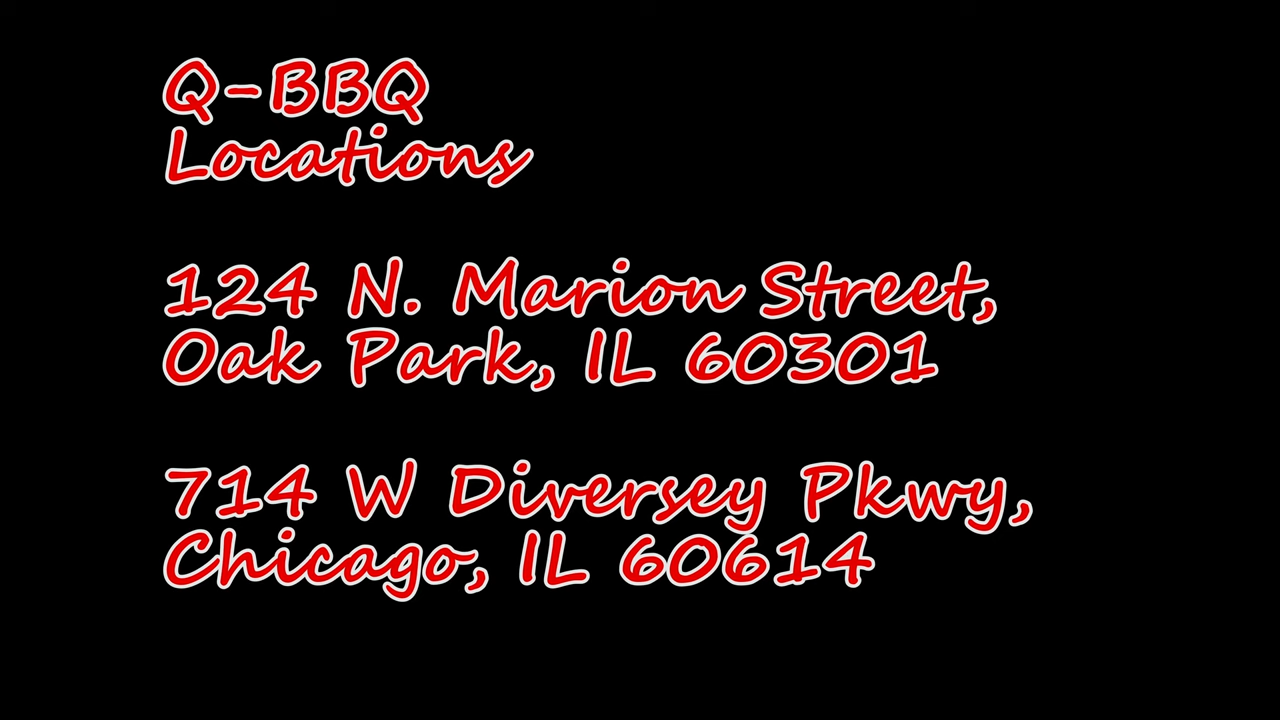 Q-BBQ
Locations
124 N. Marion Street,
Oak Park, IL 60301
714 W Diversey Pkwy,
Chicago, IL 60614